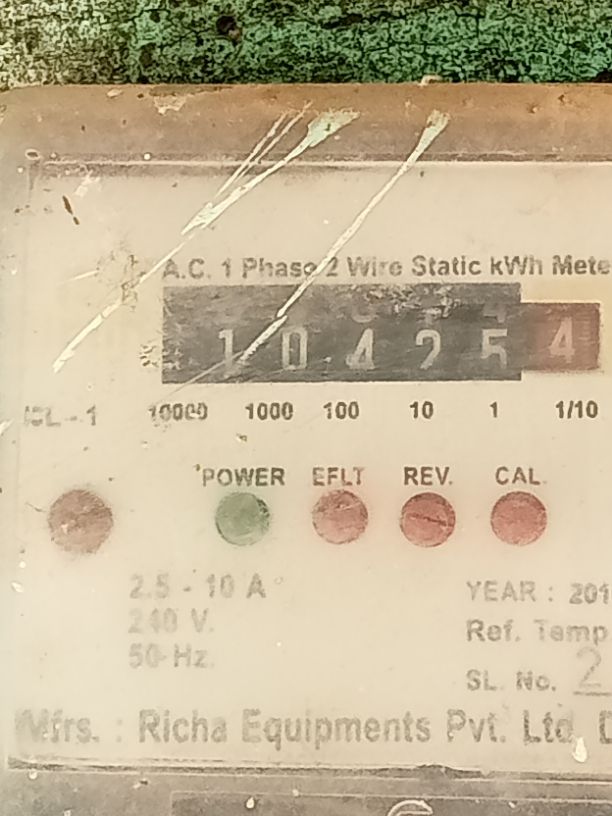 A.C. 1 Phase 2 Wire Static kWh Mete
1 0 4 2 5 4
CL - 1 10000 1000 100 10 1 1/10
POWER EFLT REV. CAL.
2.5 - 10 A
240 V.
50 Hz.
YEAR : 201
Ref. Temp
SL. No. 2
Mfrs. : Richa Equipments Pvt. Ltd. D